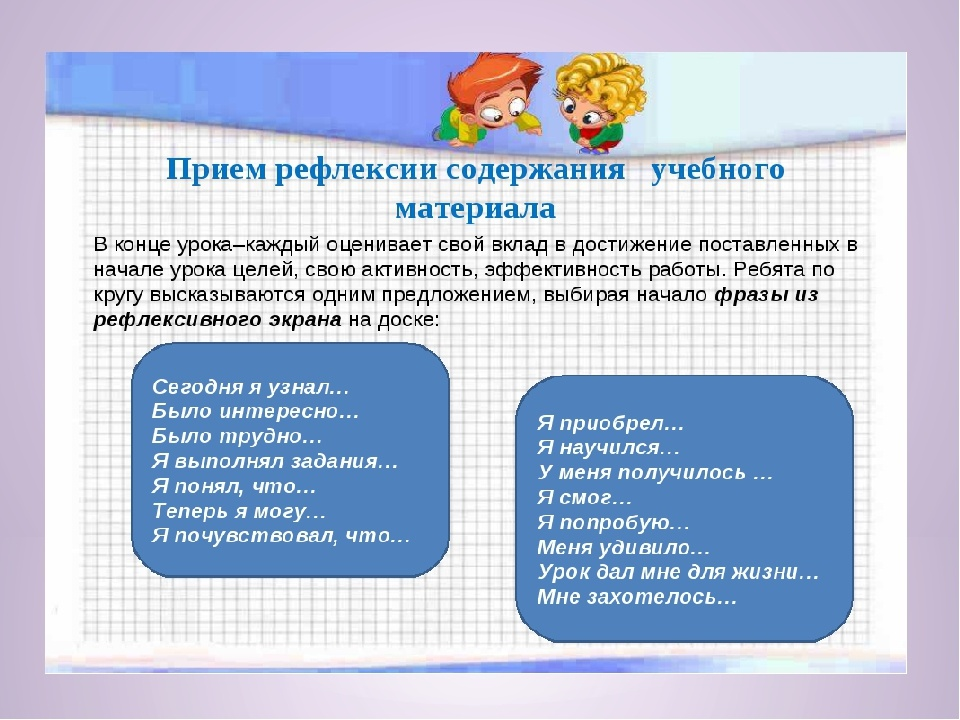 Прием рефлексии содержания учебного
материала
В конце урока–каждый оценивает свой вклад в достижение поставленных в
начале урока целей, свою активность, эффективность работы. Ребята по
кругу высказываются одним предложением, выбирая начало фразы из
рефлексивного экрана на доске:
Сегодня я узнал…
Было интересно…
Было трудно…
Я выполнял задания…
Я понял, что…
Теперь я могу…
Я почувствовал, что…
Я приобрел…
Я научился…
У меня получилось …
Я смог…
Я попробую…
Меня удивило…
Урок дал мне для жизни…
Мне захотелось…